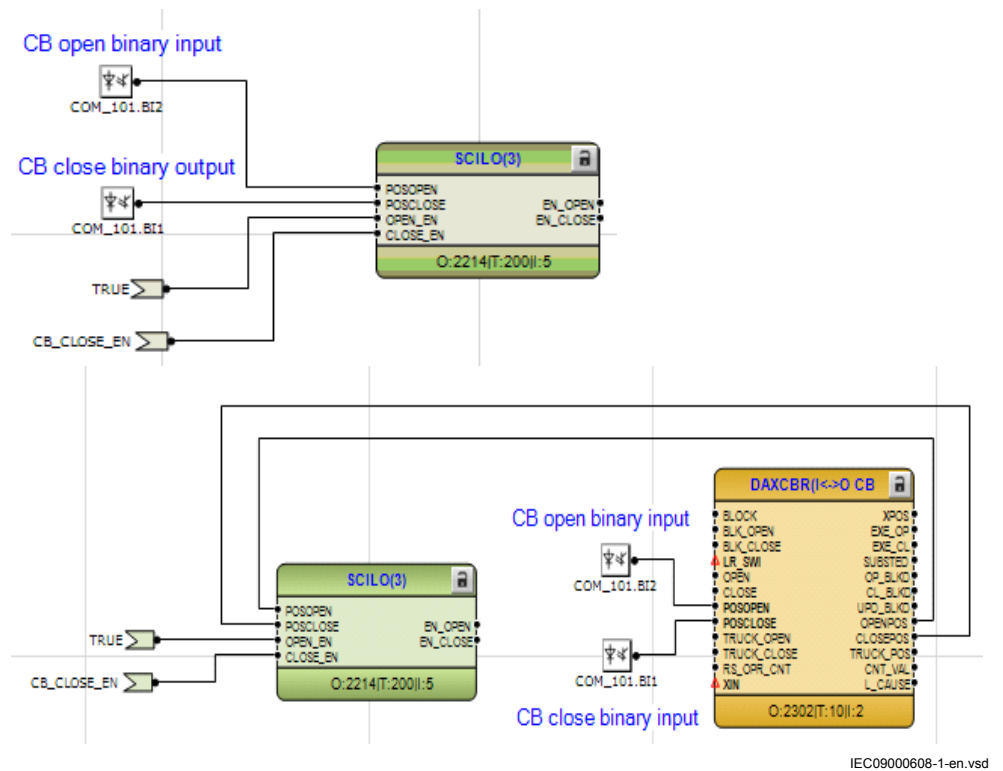 CB open binary input
COM_101.BI2
CB close binary output
COM_101.BI1
TRUE
CB_CLOSE_EN
SCILO(3)
POSOPEN
POSCLOSE
OPEN_EN
CLOSE_EN
EN_OPEN
EN_CLOSE
O:2214|T:200|I:5
TRUE
CB_CLOSE_EN
SCILO(3)
POSOPEN
POSCLOSE
OPEN_EN
CLOSE_EN
EN_OPEN
EN_CLOSE
O:2214|T:200|I:5
CB open binary input
COM_101.BI2
COM_101.BI1
CB close binary input
DAXCBR(I<->O CB
BLOCK
BLK_OPEN
BLK_CLOSE
LR_SWI
OPEN
CLOSE
POSOPEN
POSCLOSE
TRUCK_OPEN
TRUCK_CLOSE
RS_OPR_CNT
XIN
XPOS
EXE_OP
EXE_CL
SUBSTED
OP_BLKD
CL_BLKD
UPD_BLKD
OPENPOS
CLOSEPOS
TRUCK_POS
CNT_VAL
L_CAUSE
O:2302|T:10|I:2
IEC09000608-1-en.vsd